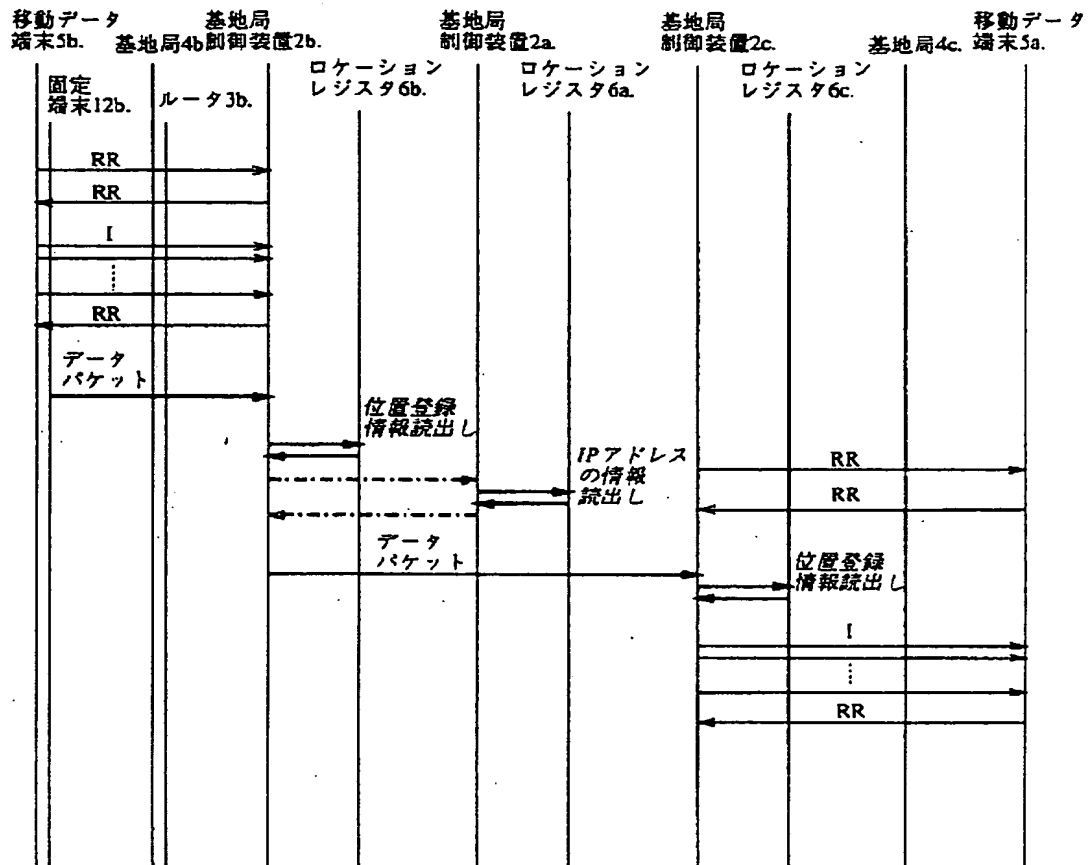 移動データ
端末5b.
基地局4b
基地局
制御装置2b.
基地局
制御装置2a.
基地局
制御装置2c.
基地局4c.
移動データ
端末5a.
固定
端末12b.
ルータ3b.
ロケーション
レジスタ6b.
ロケーション
レジスタ6a.
ロケーション
レジスタ6c.
RR
RR
I
RR
データ
パケット
位置登録
情報読出し
IPアドレス
の情報
読出し
RR
RR
データ
パケット
位置登録
情報読出し
I
RR